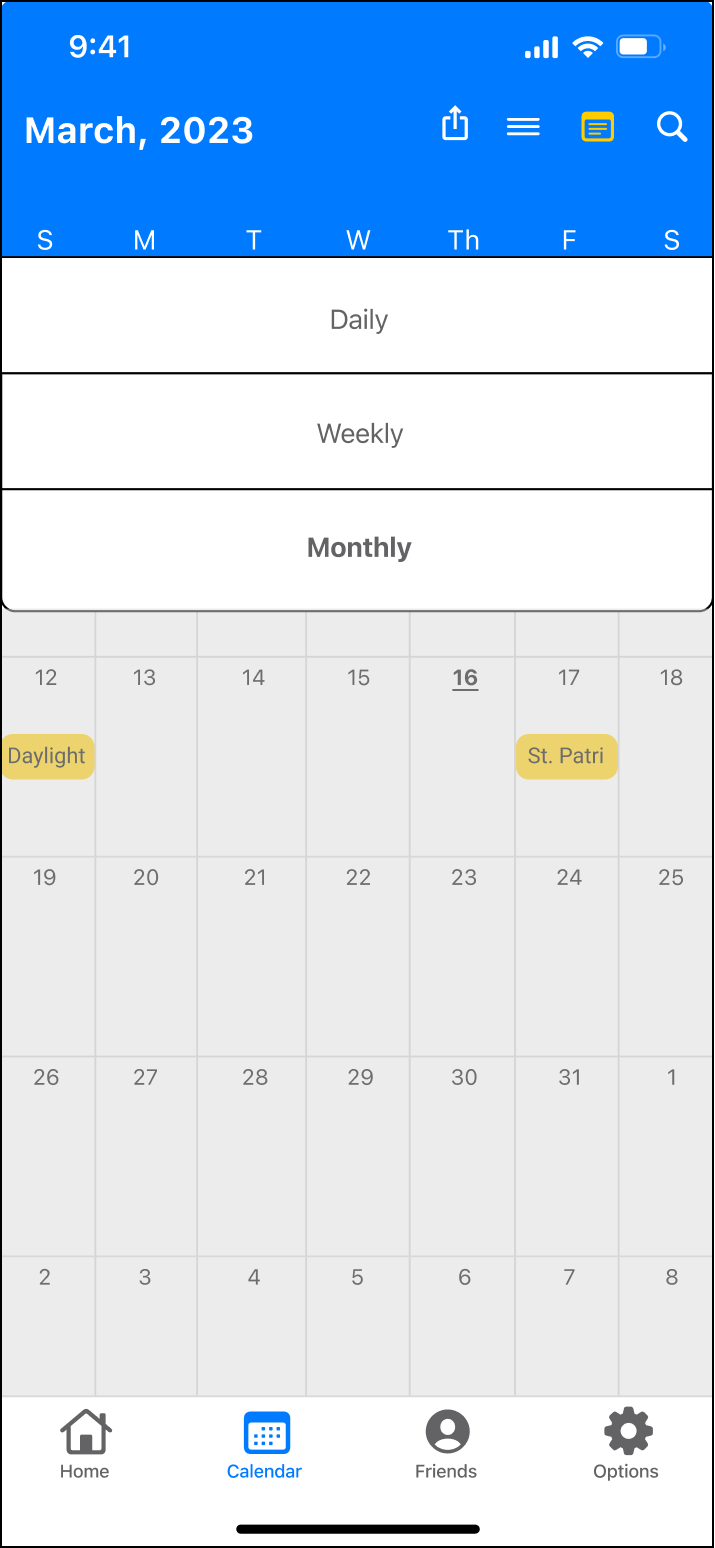 9:41
March, 2023
S M T W Th F S
Daily
Weekly
Monthly
12 13 14 15 16 17 18
Daylight St. Patri
19 20 21 22 23 24 25
26 27 28 29 30 31 1
2 3 4 5 6 7 8
Home Calendar Friends Options